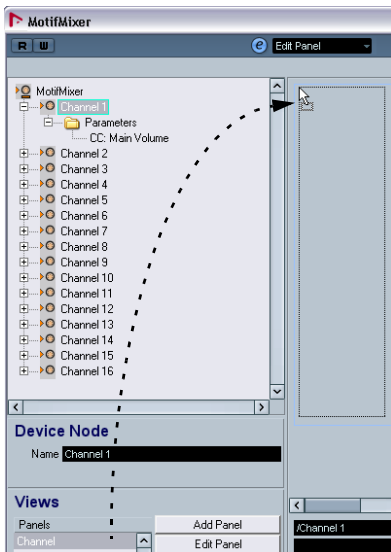 MotifMixer
R W e Edit Panel
MotifMixer
Channel 1
Parameters
CC: Main Volume
Channel 2
Channel 3
Channel 4
Channel 5
Channel 6
Channel 7
Channel 8
Channel 9
Channel 10
Channel 11
Channel 12
Channel 13
Channel 14
Channel 15
Channel 16
Device Node
Name Channel 1
Views
Panels Add Panel
Channel Edit Panel
/Channel 1